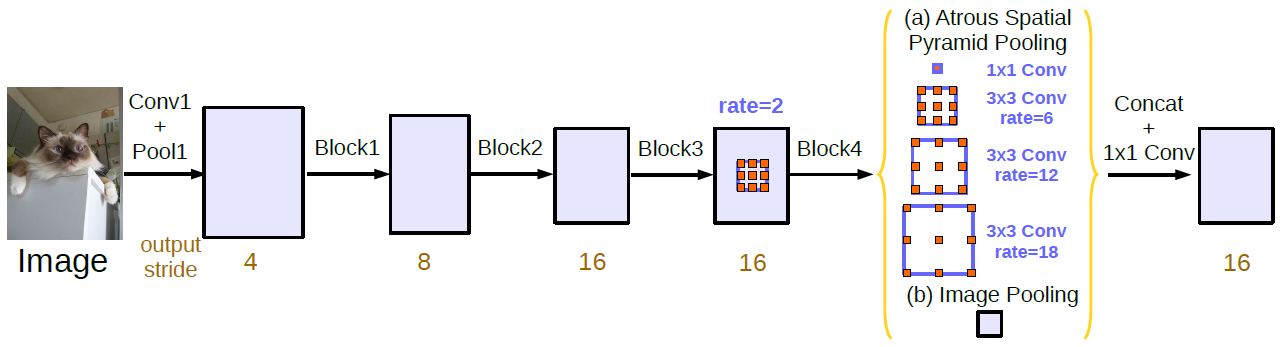 (a) Atrous Spatial
Pyramid Pooling
1x1 Conv
3x3 Conv
rate=6
3x3 Conv
rate=12
3x3 Conv
rate=18
(b) Image Pooling
Conv1
+
Pool1
Block1
Block2
Block3
rate=2
Block4
Concat
+
1x1 Conv
Image
output
stride
4
8
16
16
16